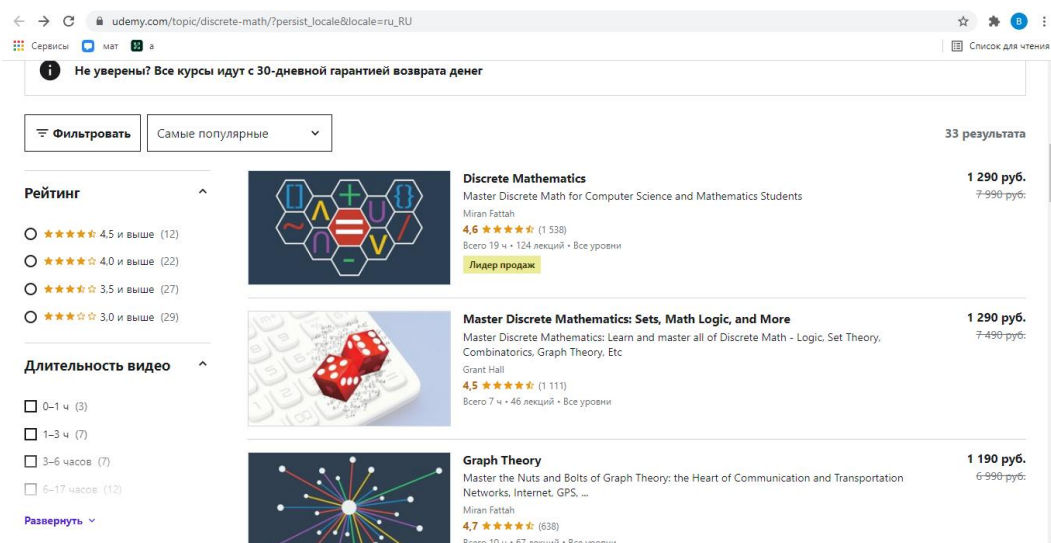 udemy.com/topic/discrete-math/?persist_locale&locale=ru_RU
В
Сервисы
мат
а
Список для чтения
Не уверены? Все курсы идут с 30-дневной гарантией возврата денег
Фильтровать
Самые популярные
33 результата
Рейтинг
4,5 и выше (12)
4.0 и выше (22)
3.5 и выше (27)
3.0 и выше (29)
Длительность видео
0–1 ч (3)
1–3 ч (7)
3–6 часов (7)
6–17 часов (12)
Развернуть
Discrete Mathematics
1 290 руб.
Master Discrete Math for Computer Science and Mathematics Students
7 990 руб.
Miran Fattah
4,6 (1 538)
Всего 19 ч • 124 лекций • Все уровни
Лидер продаж
Master Discrete Mathematics: Sets, Math Logic, and More
1 290 руб.
Master Discrete Mathematics: Learn and master all of Discrete Math - Logic, Set Theory,
7 490 руб.
Combinatorics, Graph Theory, Etc
Grant Hall
4,5 (1 111)
Всего 7 ч • 46 лекций • Все уровни
Graph Theory
1 190 руб.
Master the Nuts and Bolts of Graph Theory: the Heart of Communication and Transportation
6 990 руб.
Networks, Internet, GPS, ...
Miran Fattah
4,7 (638)
Всего 10 ч • 67 лекций • Все уровни